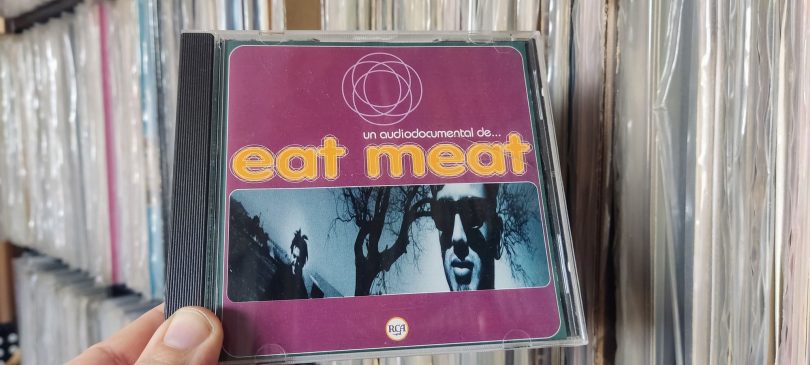 un audiodocumental de...
eat meat
RCA